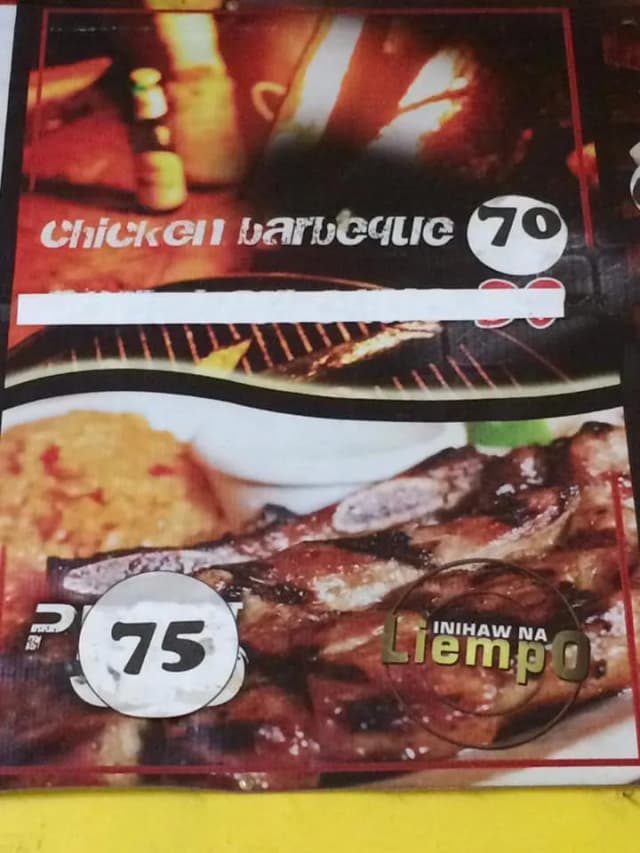 chicken barbeque 70
75
INIHAW NA
Liempo